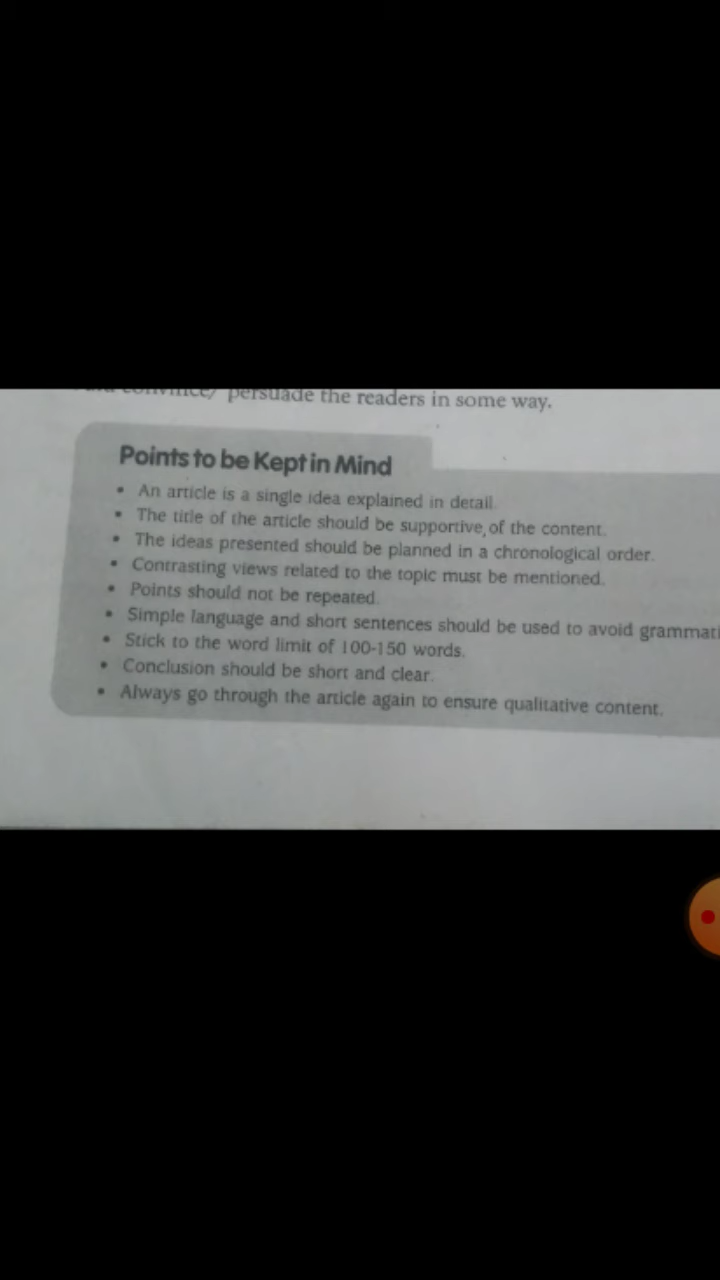 persuade the readers in some way.
Points to be Kept in Mind
• An article is a single idea explained in detail.
• The title of the article should be supportive of the content.
• The ideas presented should be planned in a chronological order.
• Contrasting views related to the topic must be mentioned.
• Points should not be repeated.
• Simple language and short sentences should be used to avoid
• Stick to the word limit of 100-150 words.
• Conclusion should be short and clear.
• Always go through the article again to ensure qualitative content.